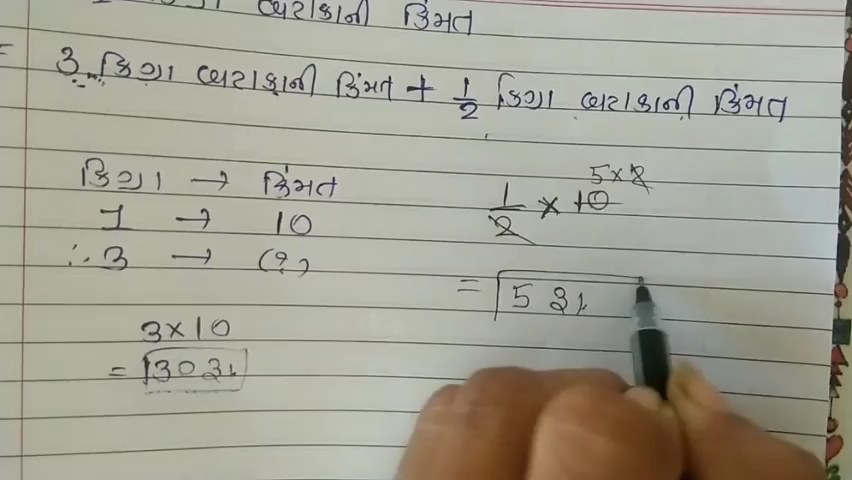 બટાકાની કિંમત
= 3 કિગ્રા બટાકાની કિંમત + 1/2 કિગ્રા બટાકાની કિંમત
કિગ્રા → કિંમત
1 → 10
∴ 3 → (?)
3 × 10
= 30 રૂ.
5 × 2
1/2 × 10
= 5 રૂ.